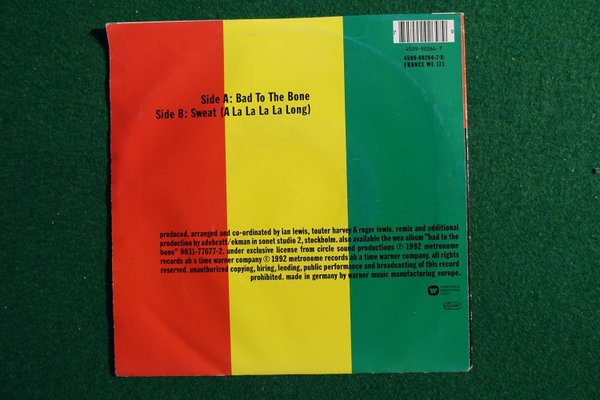 7 9
4509-90264-7
4509-90264-7
FRANCE WE 171
Side A: Bad To The Bone
Side B: Sweat (A La La La La Long)
produced, arranged and co-ordinated by ian lewis, touter harvey & roger lewis. remix and additional
production by adebratt/ekman in sonet studio 2, stockholm. also available the wea album "bad to the
bone" 9031-77677-2. under exclusive license from circle sound productions ℗ 1992 metronome
records ab a time warner company © 1992 metronome records ab a time warner company. all rights
reserved. unauthorized copying, hiring, lending, public performance and broadcasting of this record
prohibited. made in germany by warner music manufacturing europe.